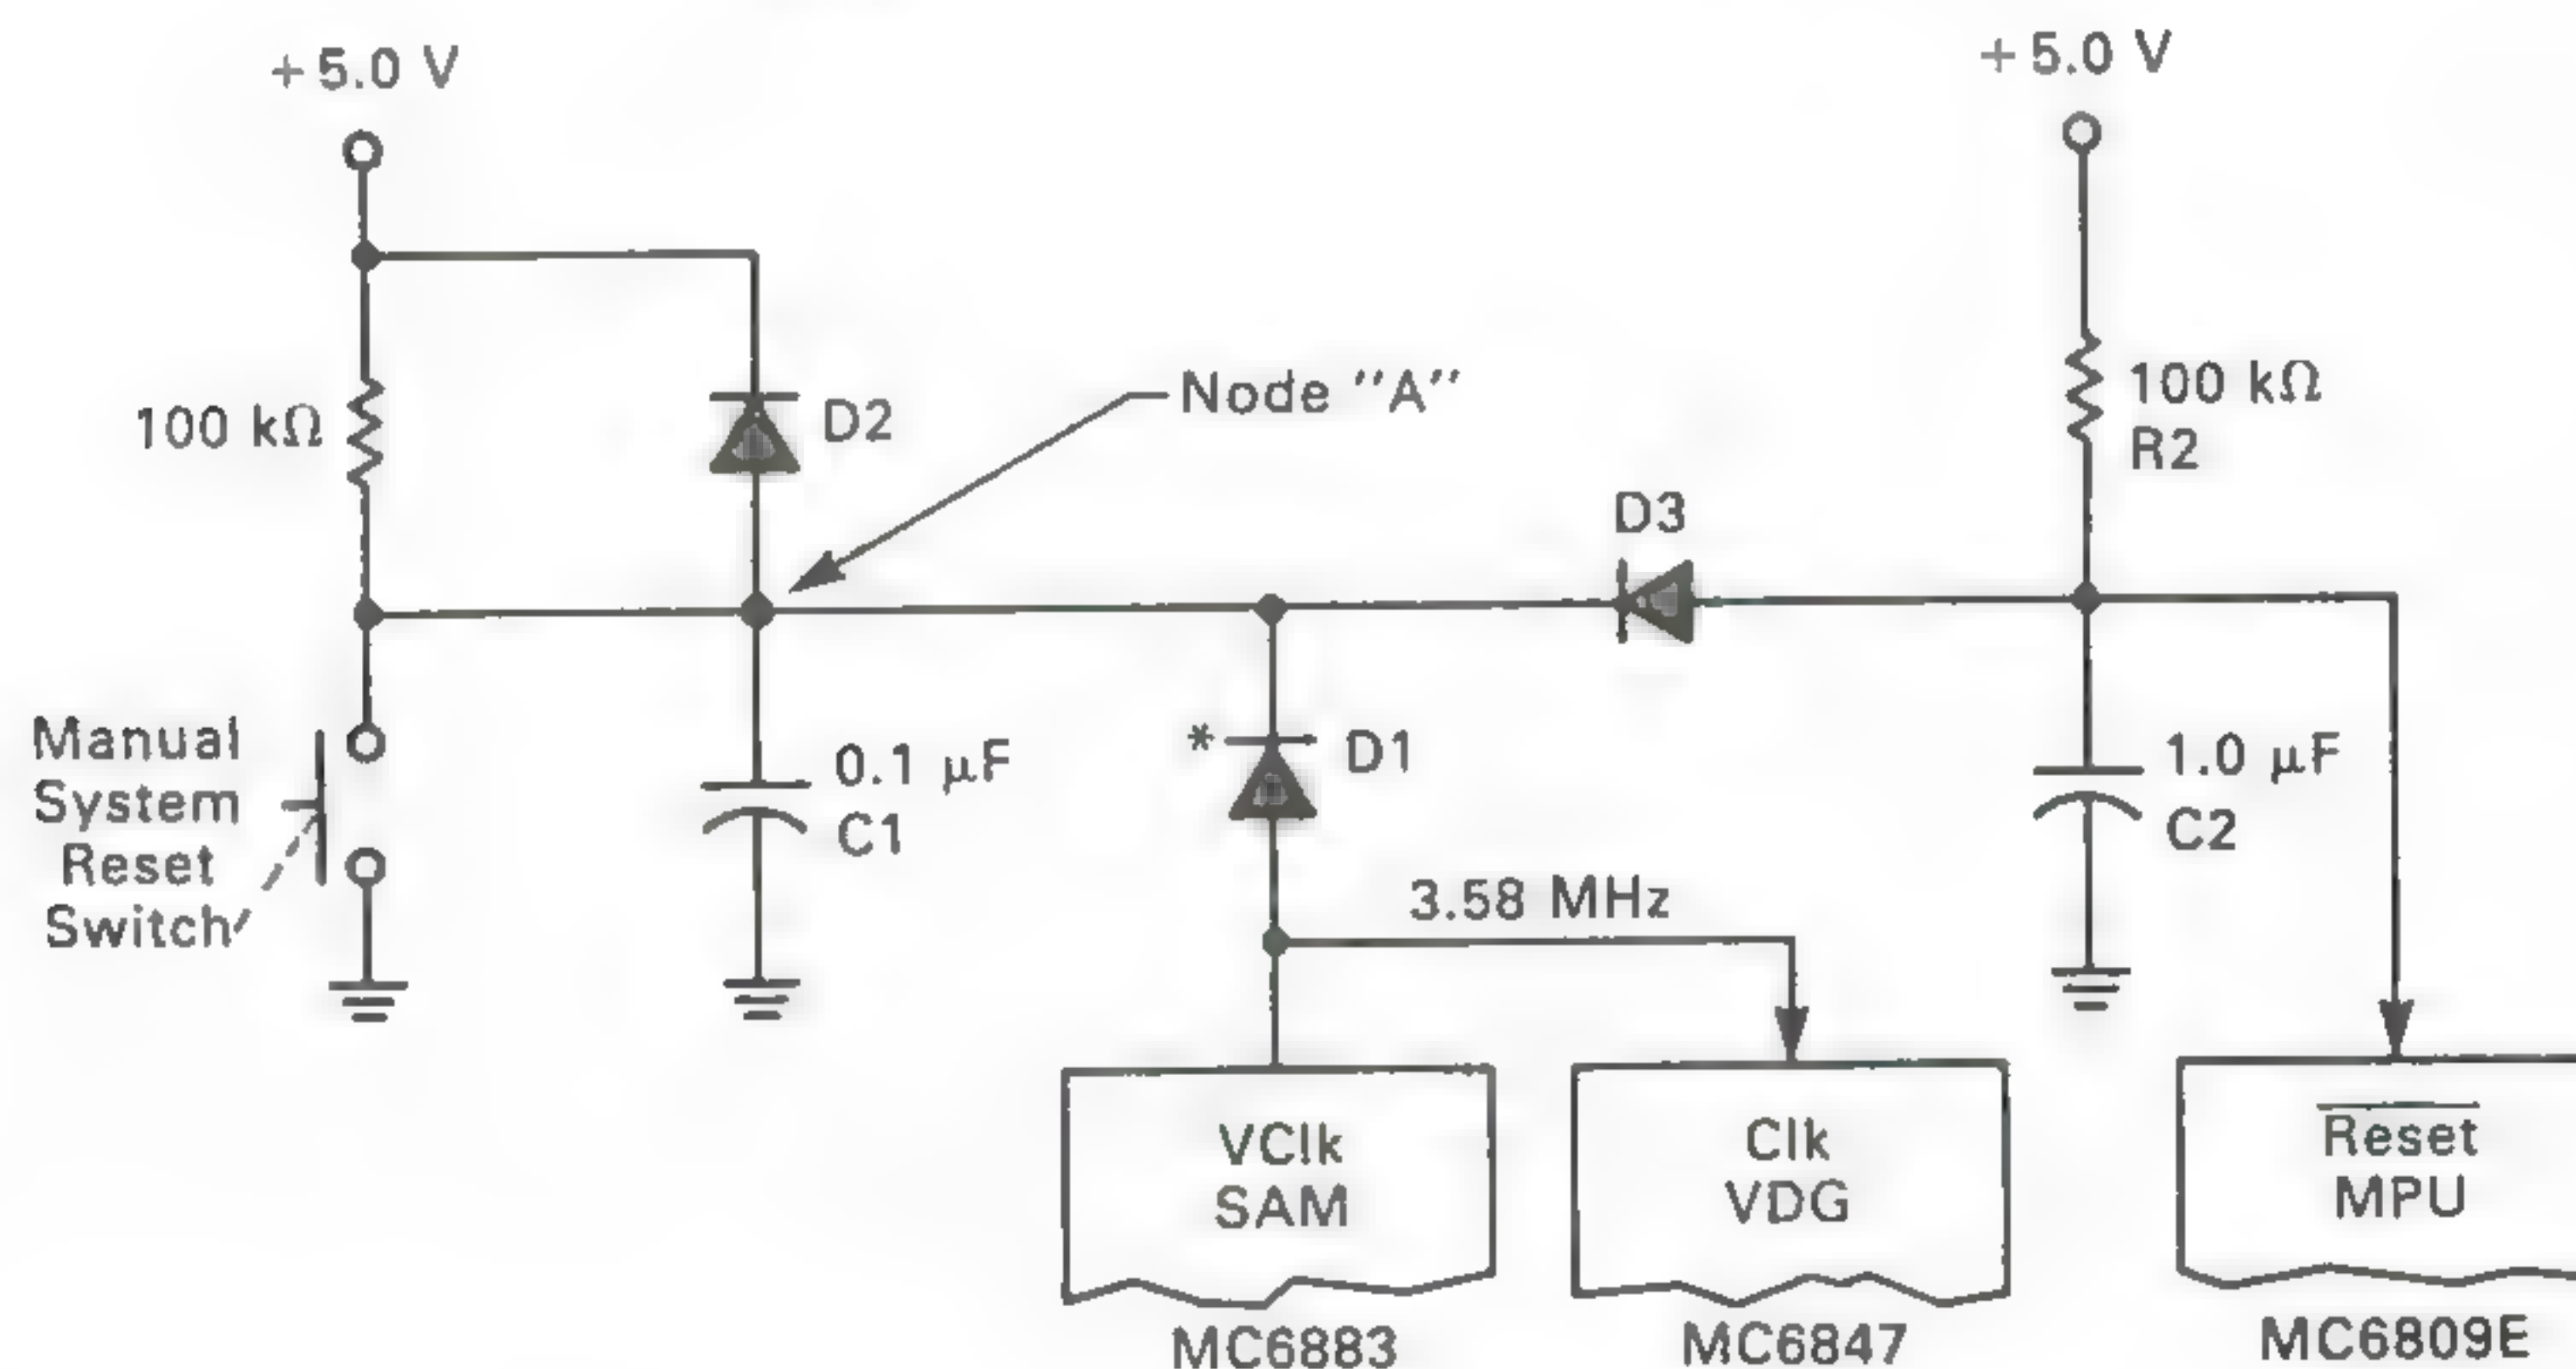 +5.0 V
+5.0 V
100 kΩ
D2
Node "A"
100 kΩ
R2
D3
Manual
System
Reset
Switch
0.1 µF
C1
*
D1
1.0 µF
C2
3.58 MHz
VClk
SAM
Clk
VDG
Reset
MPU
MC6883
MC6847
MC6809E